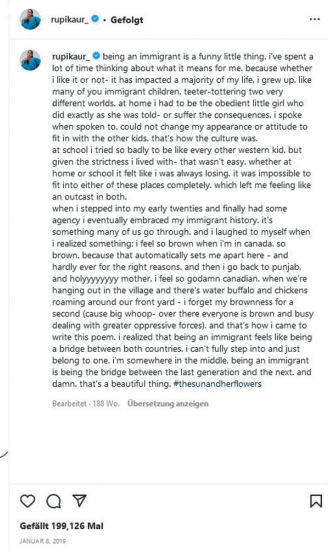 rupikaur_ • Gefolgt
rupikaur_ being an immigrant is a funny little thing. i've spent a
lot of time thinking about what it means for me. because whether
i like it or not- it has impacted a majority of my life. i grew up. like
many of you immigrant children. teeter-tottering two very
different worlds. at home i had to be the obedient little girl who
did exactly as she was told- or suffer the consequences. i spoke
when spoken to. could not change my appearance or attitude to
fit in with the other kids. that's how the culture was.
at school i tried so badly to be like every other western kid. but
given the strictness i lived with- that wasn't easy. whether at
home or school it felt like i was always losing. it was impossible to
fit into either of these places completely. which left me feeling like
an outcast in both.
when i stepped into my early twenties and finally had some
agency i eventually embraced my immigrant history. it's
something many of us go through. and i laughed to myself when
i realized something: i feel so brown when i'm in canada. so
brown. because that automatically sets me apart here - and
hardly ever for the right reasons. and then i go back to punjab.
and holyyyyyyy mother. i feel so godamn canadian. when we're
hanging out in the village and there's water buffalo and chickens
roaming around our front yard - i forget my brownness for a
second (cause big whoop- over there everyone is brown and busy
dealing with greater oppressive forces). and that's how i came to
write this poem. i realized that being an immigrant feels like being
a bridge between both countries. i can't fully step into and just
belong to one. i'm somewhere in the middle. being an immigrant
is being the bridge between the last generation and the next. and
damn. that's a beautiful thing. #thesunandherflowers
Bearbeitet · 188 Wo. Übersetzung anzeigen
Gefällt 199,126 Mal
JANUAR 8, 2019